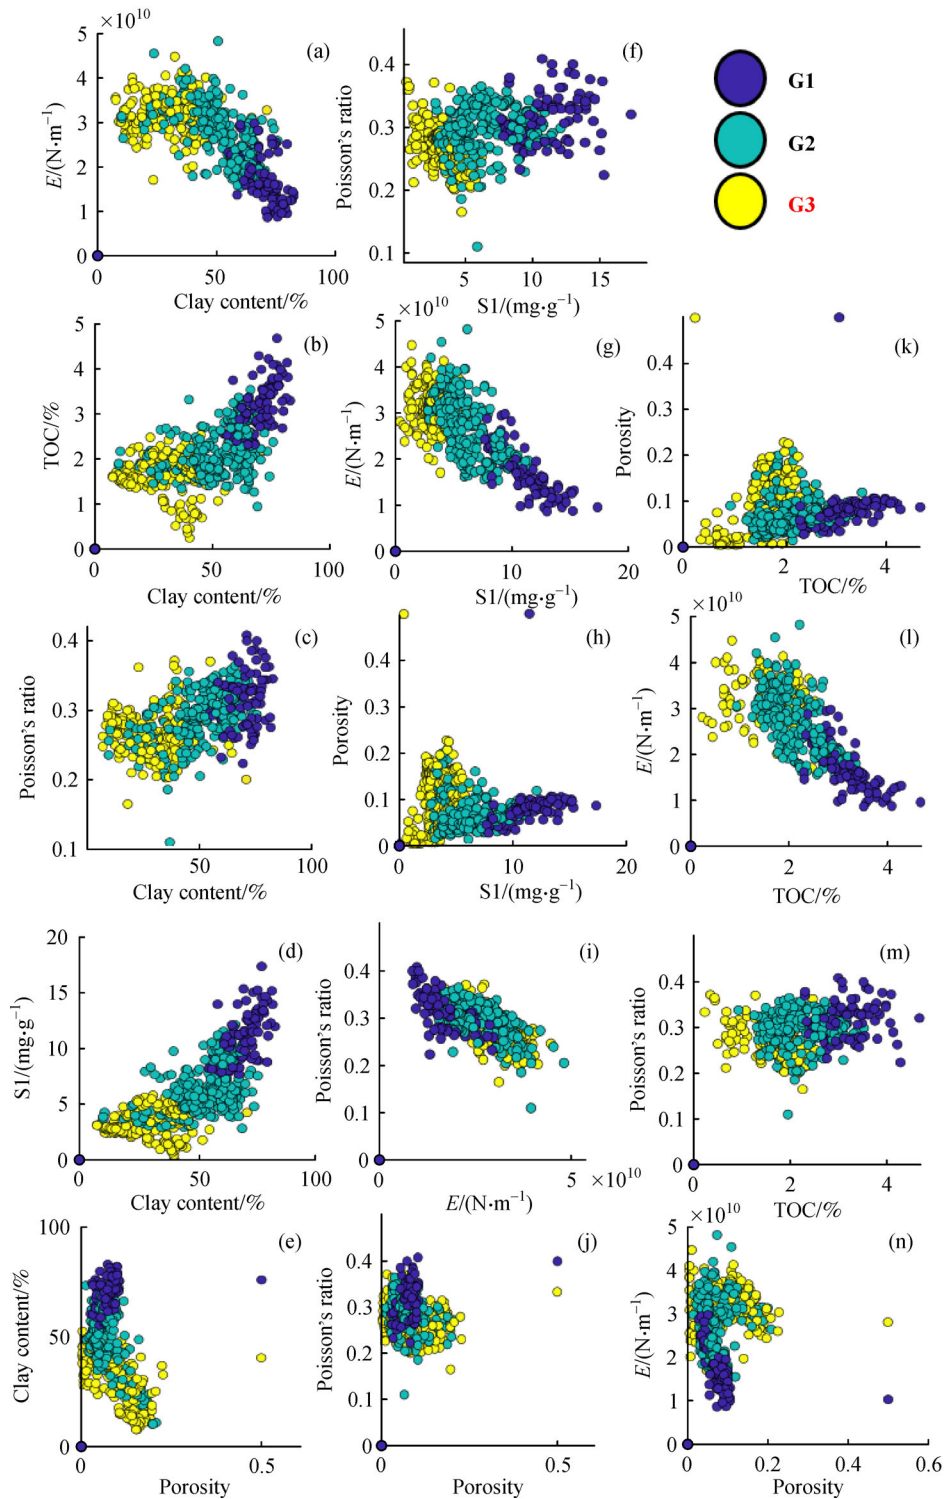 ×10¹⁰
(a)
5
4
3
2
1
0
E/(N·m⁻¹)
0
50
100
Clay content/%
(f)
0.4
0.3
0.2
0.1
Poisson's ratio
5
10
15
S1/(mg·g⁻¹)
G1
G2
G3
(b)
5
4
3
2
1
0
TOC/%
0
50
100
Clay content/%
×10¹⁰
(g)
5
4
3
2
1
0
E/(N·m⁻¹)
0
10
20
S1/(mg·g⁻¹)
(k)
0.4
0.3
0.2
0.1
0
Porosity
0
2
4
TOC/%
(c)
0.4
0.3
0.2
0.1
Poisson's ratio
50
100
Clay content/%
(h)
0.4
0.2
0.1
0
Porosity
0
10
20
S1/(mg·g⁻¹)
×10¹⁰
(l)
5
4
3
2
1
0
E/(N·m⁻¹)
0
2
4
TOC/%
(d)
20
15
10
5
0
S1/(mg·g⁻¹)
0
50
100
Clay content/%
(i)
0.4
0.3
0.2
0.1
0
Poisson's ratio
0
5
×10¹⁰
E/(N·m⁻¹)
(m)
0.4
0.3
0.2
0.1
0
Poisson's ratio
0
2
4
TOC/%
(e)
100
50
0
Clay content/%
0
0.5
Porosity
(j)
0.4
0.3
0.2
0.1
0
Poisson's ratio
0
0.5
Porosity
×10¹⁰
(n)
5
4
3
2
1
0
E/(N·m⁻¹)
0
0.2
0.4
0.6
Porosity